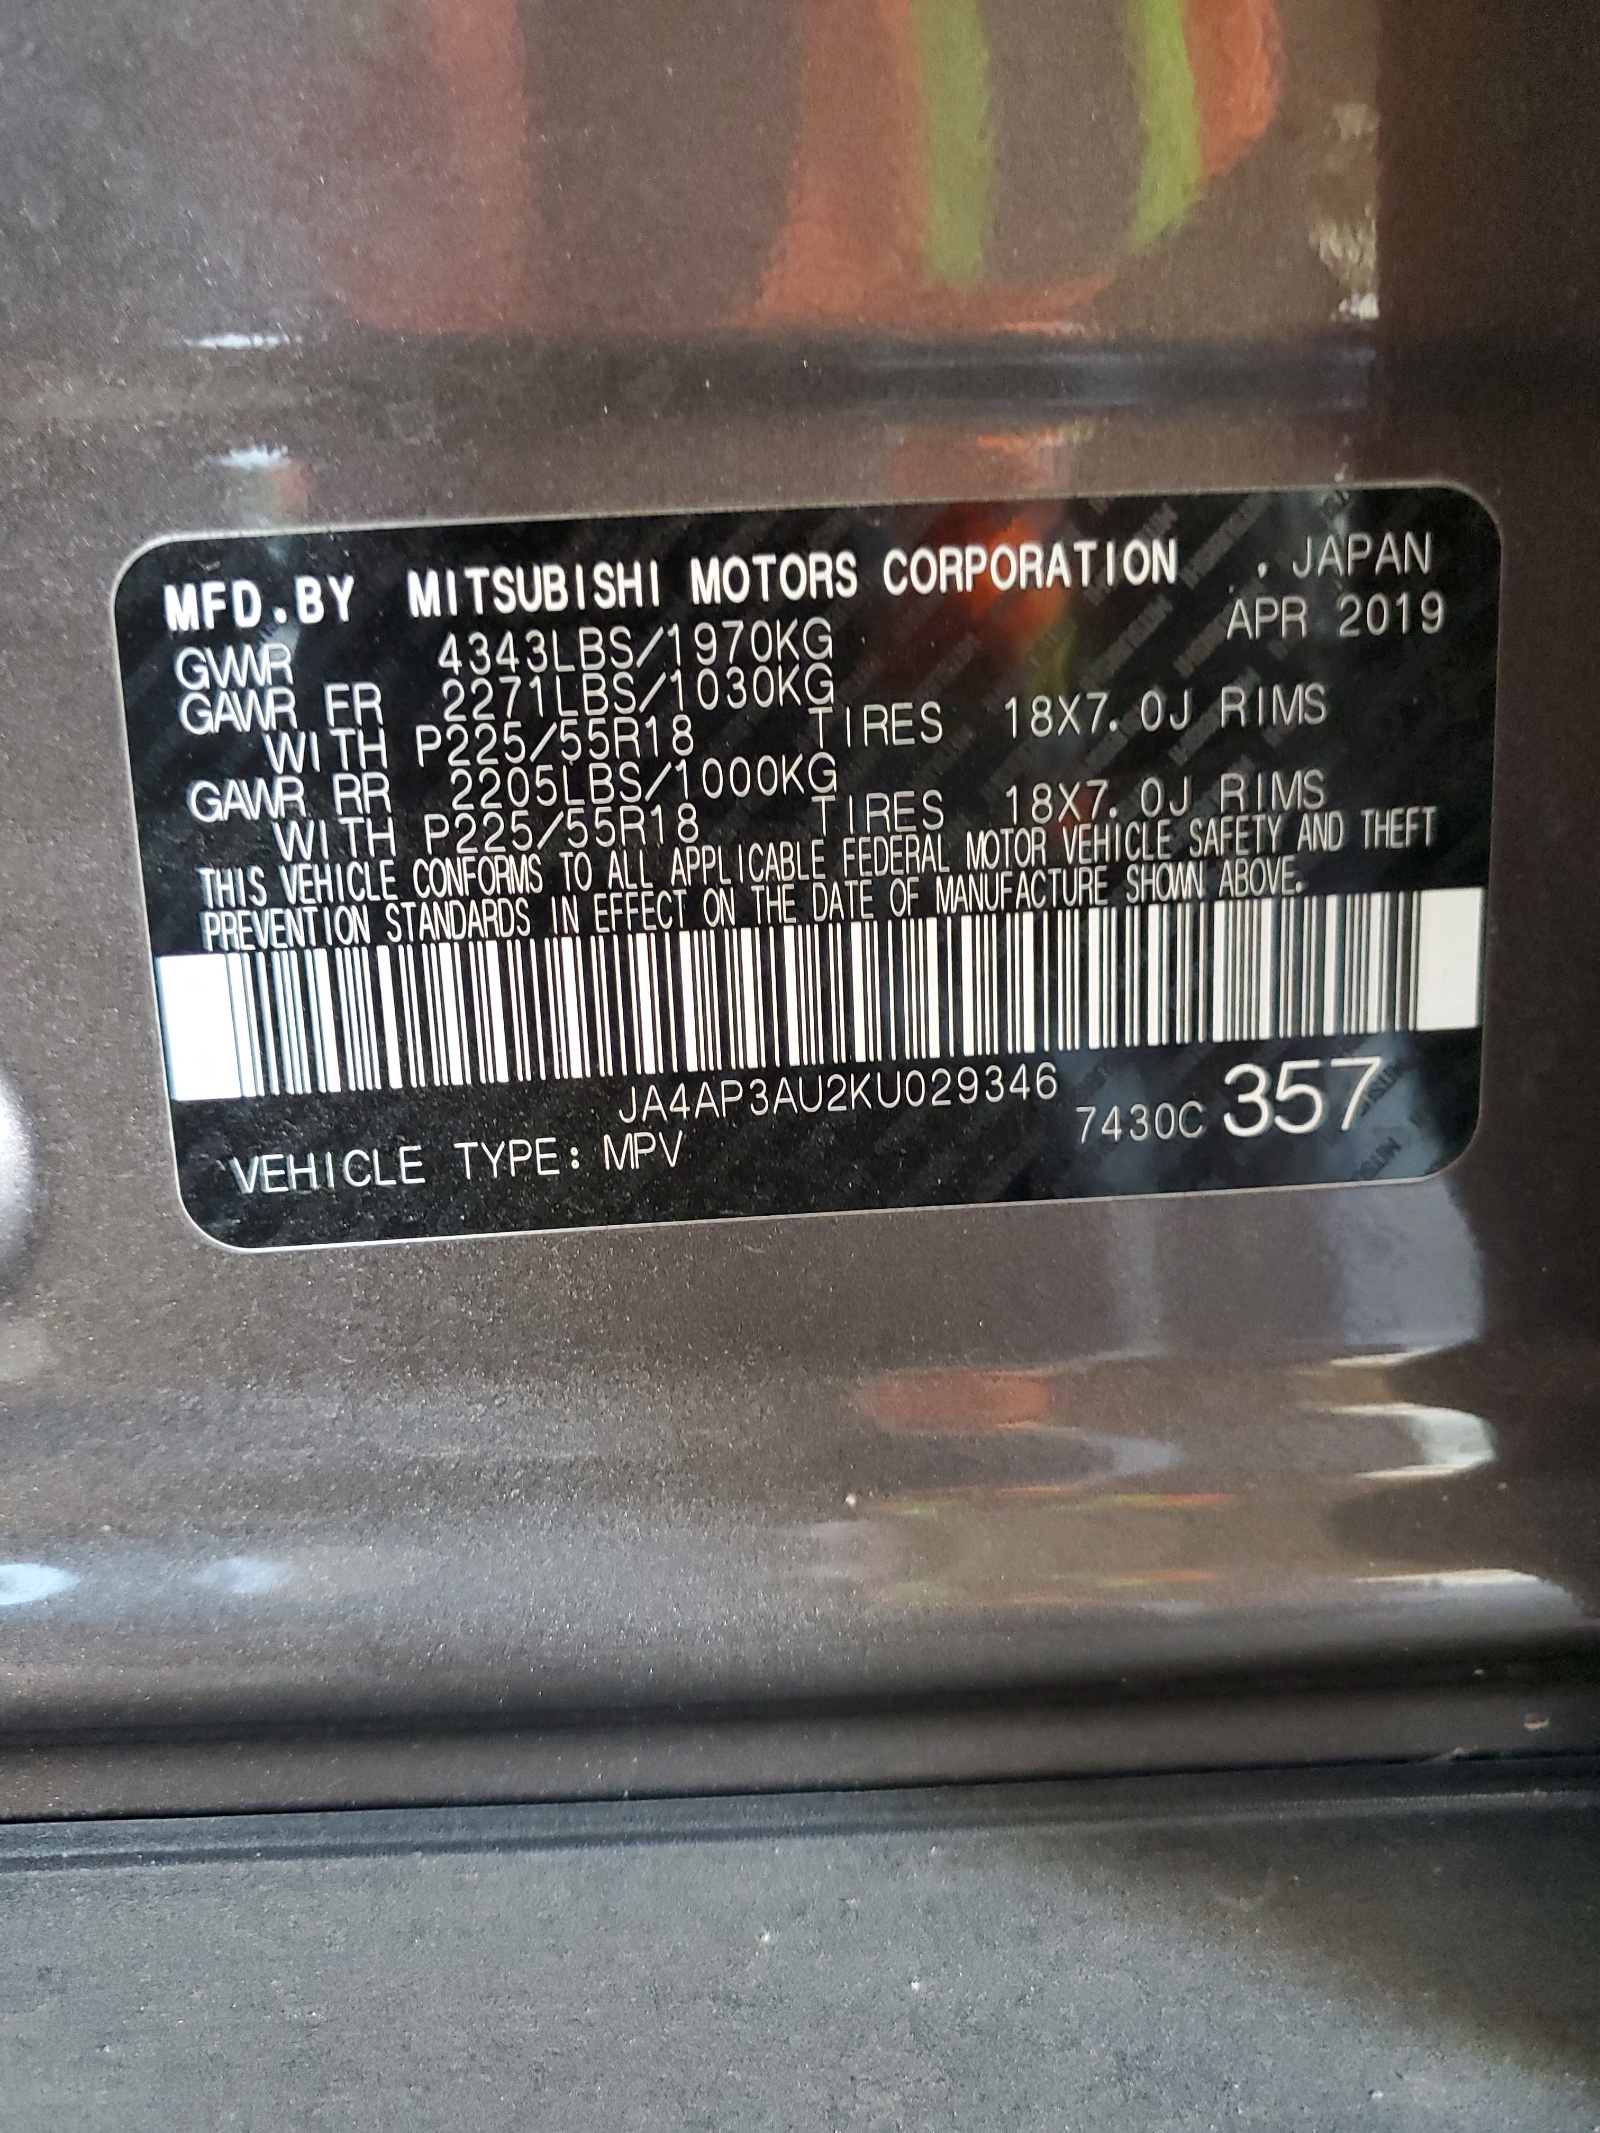 MFD.BY MITSUBISHI MOTORS CORPORATION . JAPAN
GVWR 4343LBS/1970KG APR 2019
GAWR FR 2271LBS/1030KG
WITH P225/55R18 TIRES 18X7.0J RIMS
GAWR RR 2205LBS/1000KG
WITH P225/55R18 TIRES 18X7.0J RIMS
THIS VEHICLE CONFORMS TO ALL APPLICABLE FEDERAL MOTOR VEHICLE SAFETY AND THEFT
PREVENTION STANDARDS IN EFFECT ON THE DATE OF MANUFACTURE SHOWN ABOVE.
JA4AP3AU2KU029346
VEHICLE TYPE: MPV 7430C 357